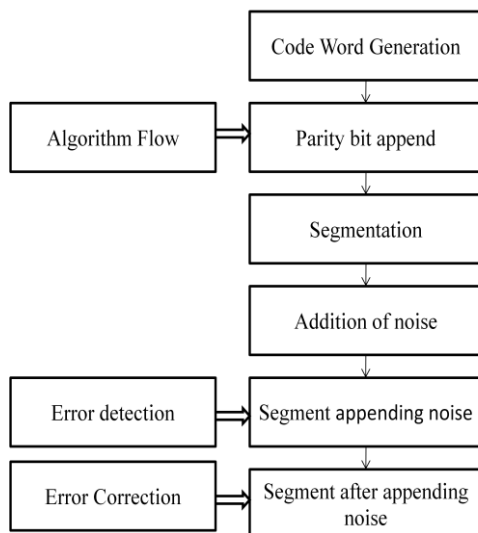 Code Word Generation
Algorithm Flow
Parity bit append
Segmentation
Addition of noise
Error detection
Segment appending noise
Error Correction
Segment after appending
noise